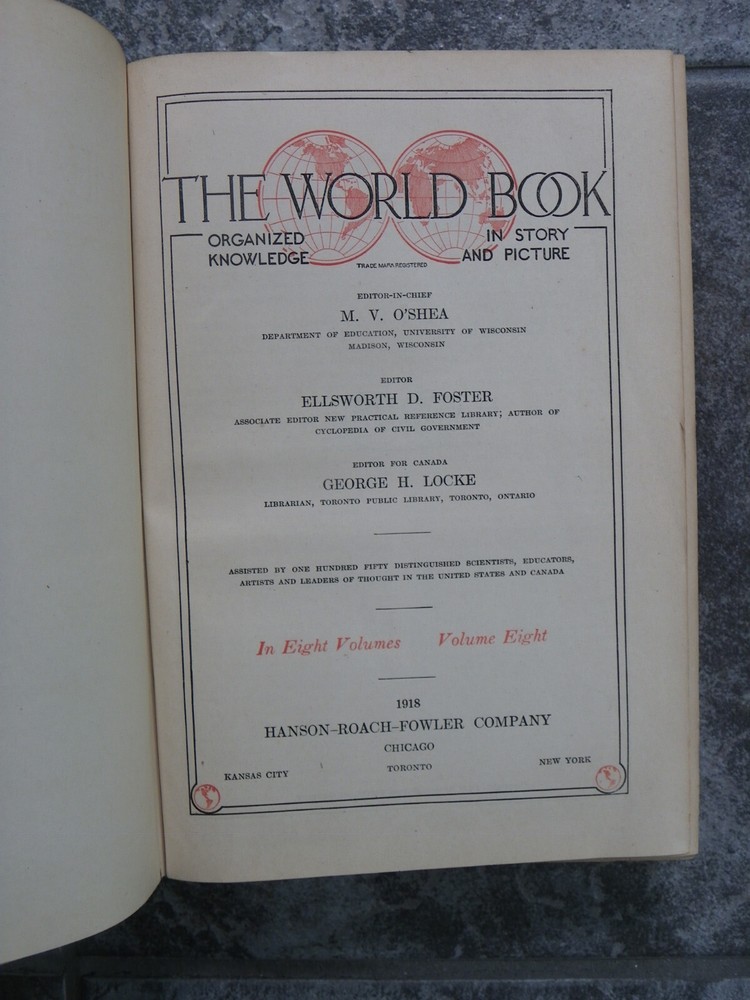 THE WORLD BOOK
ORGANIZED
KNOWLEDGE
IN STORY
AND PICTURE
TRADE MARK REGISTERED
EDITOR-IN-CHIEF
M. V. O'SHEA
DEPARTMENT OF EDUCATION, UNIVERSITY OF WISCONSIN
MADISON, WISCONSIN
EDITOR
ELLSWORTH D. FOSTER
ASSOCIATE EDITOR NEW PRACTICAL REFERENCE LIBRARY; AUTHOR OF
CYCLOPEDIA OF CIVIL GOVERNMENT
EDITOR FOR CANADA
GEORGE H. LOCKE
LIBRARIAN, TORONTO PUBLIC LIBRARY, TORONTO, ONTARIO
ASSISTED BY ONE HUNDRED FIFTY DISTINGUISHED SCIENTISTS, EDUCATORS,
ARTISTS AND LEADERS OF THOUGHT IN THE UNITED STATES AND CANADA
In Eight Volumes Volume Eight
1918
HANSON-ROACH-FOWLER COMPANY
CHICAGO
KANSAS CITY TORONTO NEW YORK